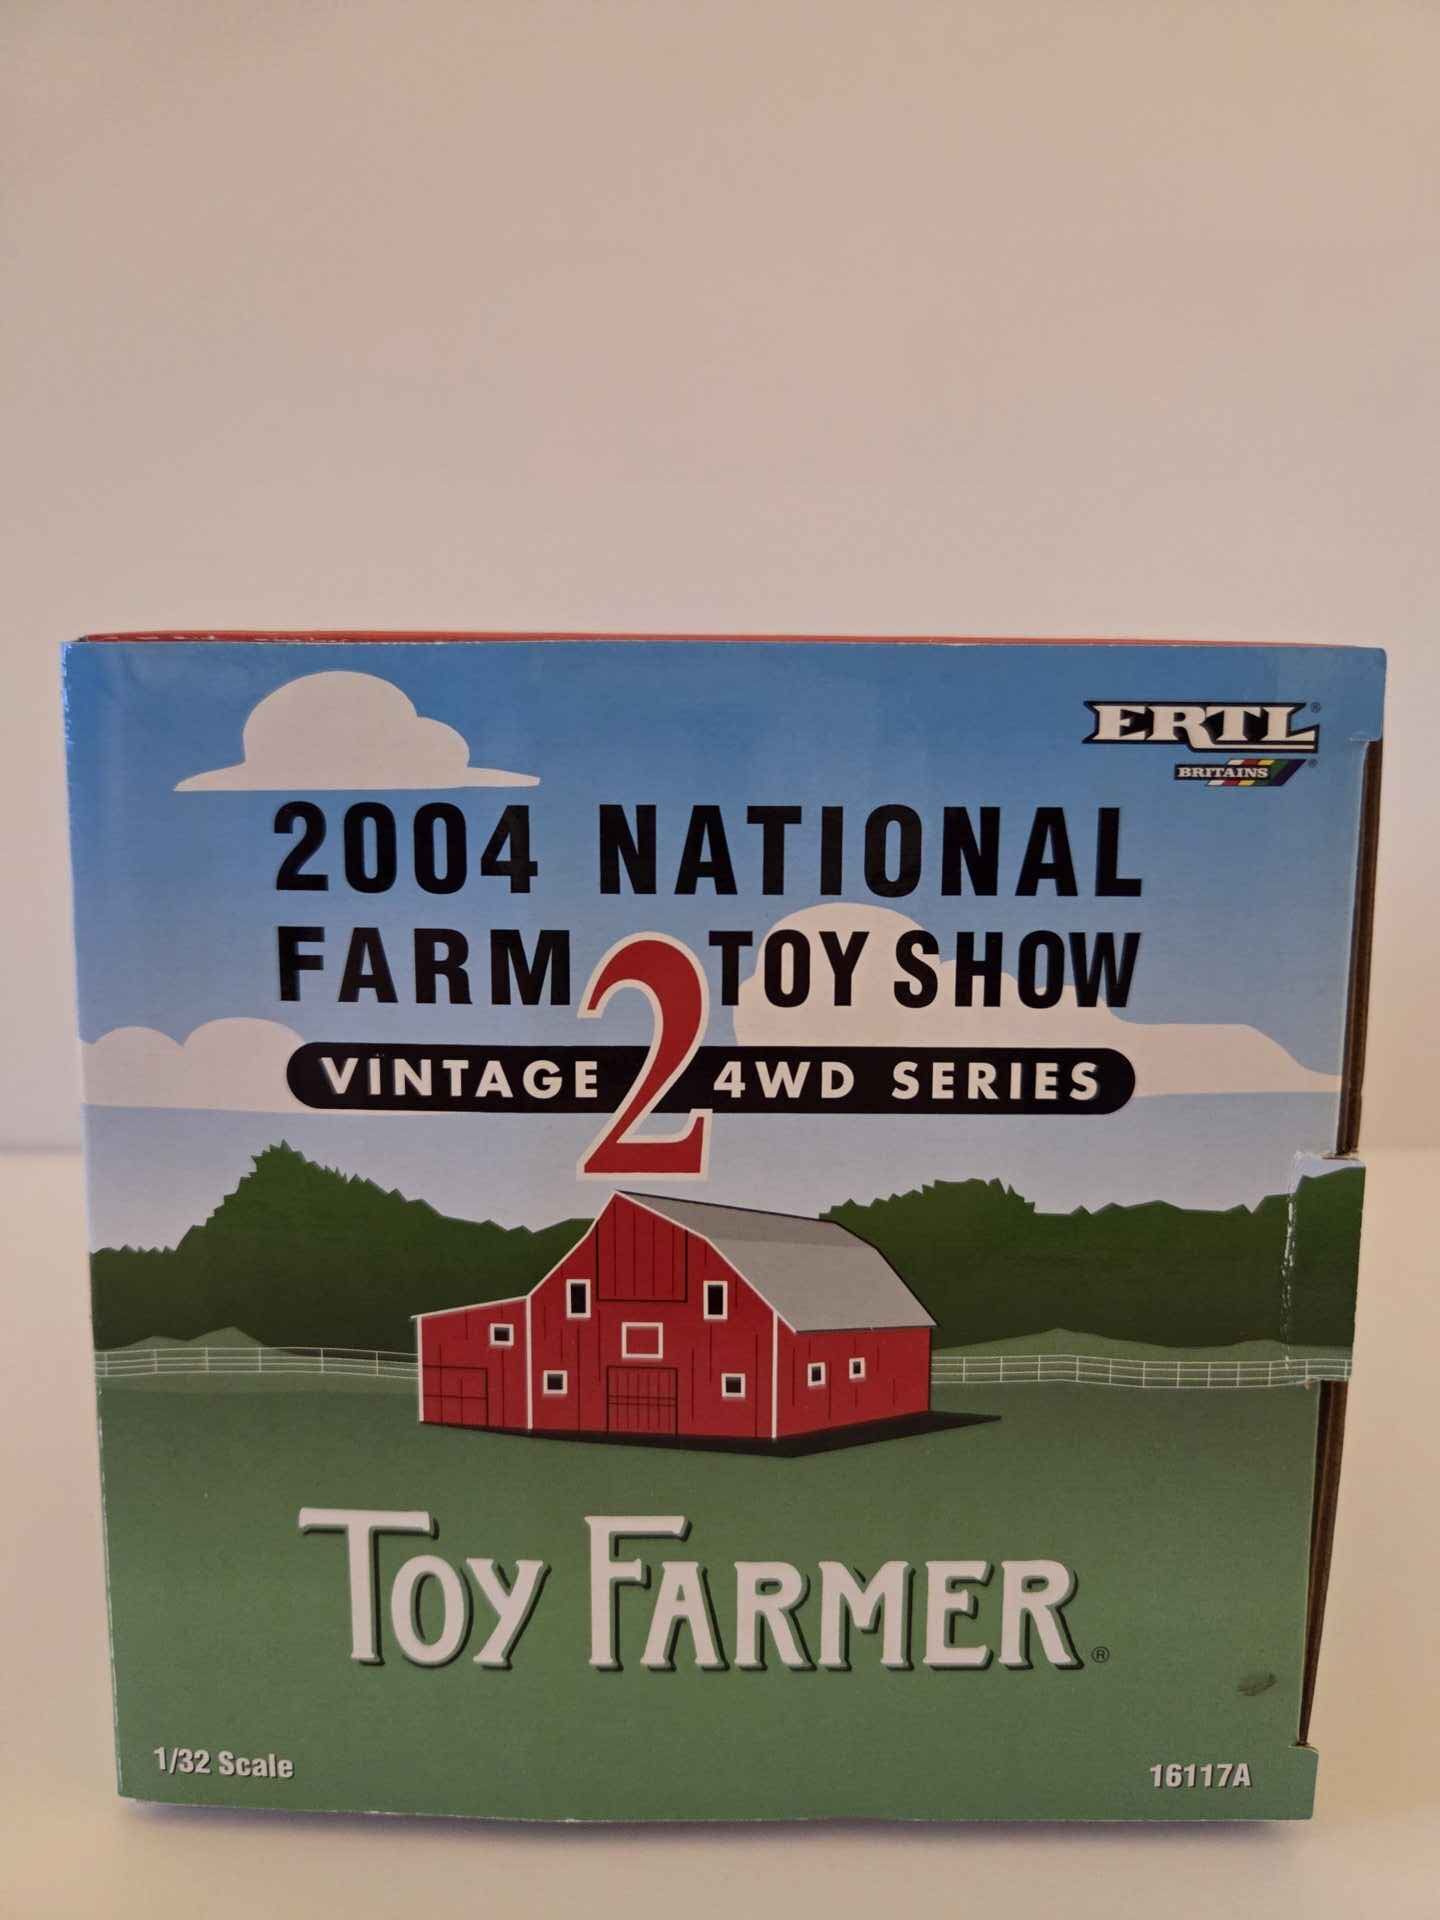 ERTL®
BRITAINS®
2004 NATIONAL
FARM TOY SHOW
VINTAGE 2 4WD SERIES
TOY FARMER®
1/32 Scale
16117A